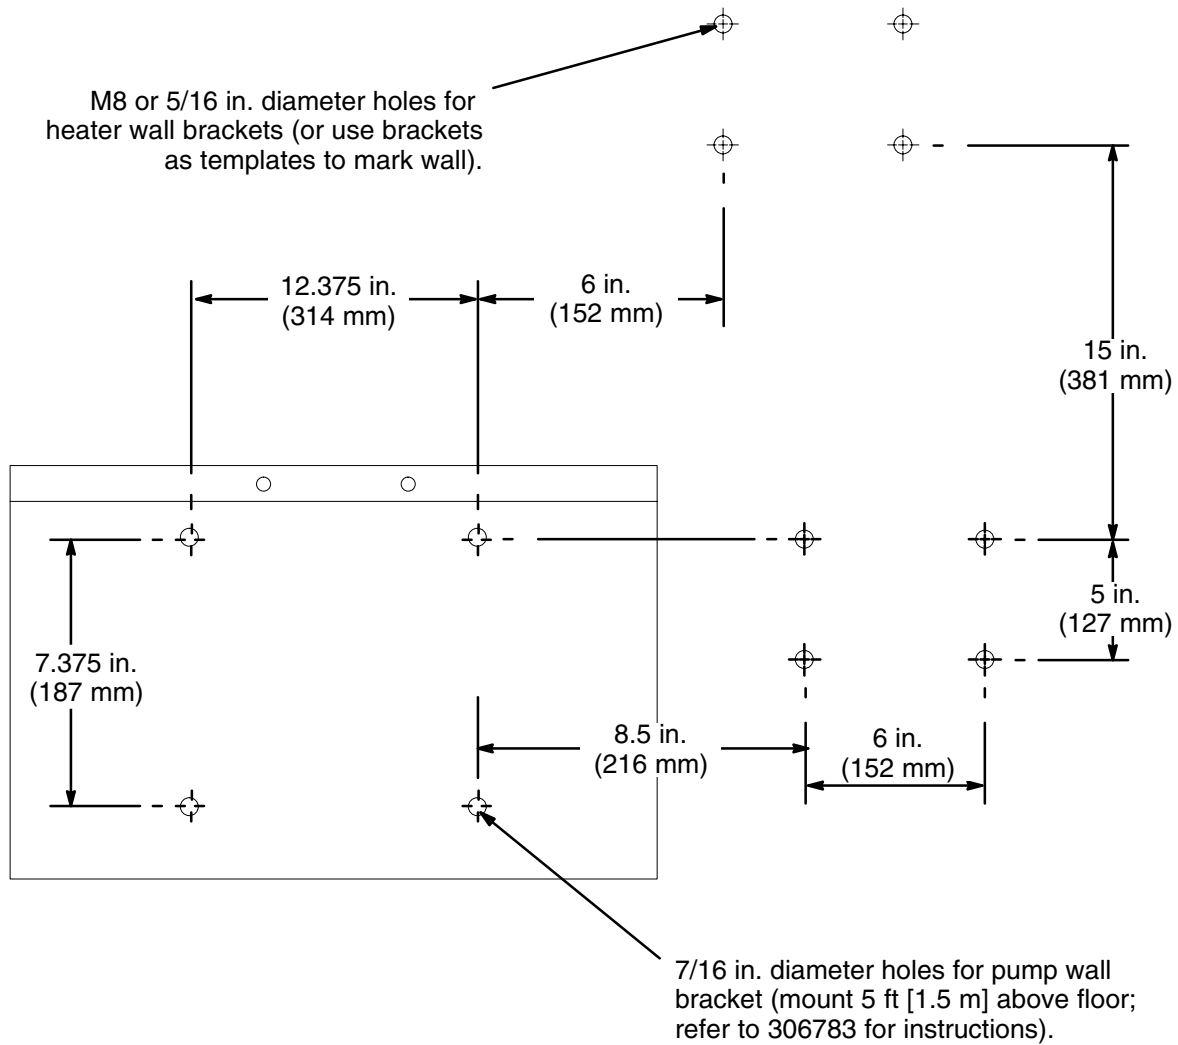 M8 or 5/16 in. diameter holes for
heater wall brackets (or use brackets
as templates to mark wall).
12.375 in.
(314 mm)
6 in.
(152 mm)
15 in.
(381 mm)
5 in.
(127 mm)
7.375 in.
(187 mm)
8.5 in.
(216 mm)
6 in.
(152 mm)
7/16 in. diameter holes for pump wall
bracket (mount 5 ft [1.5 m] above floor;
refer to 306783 for instructions).